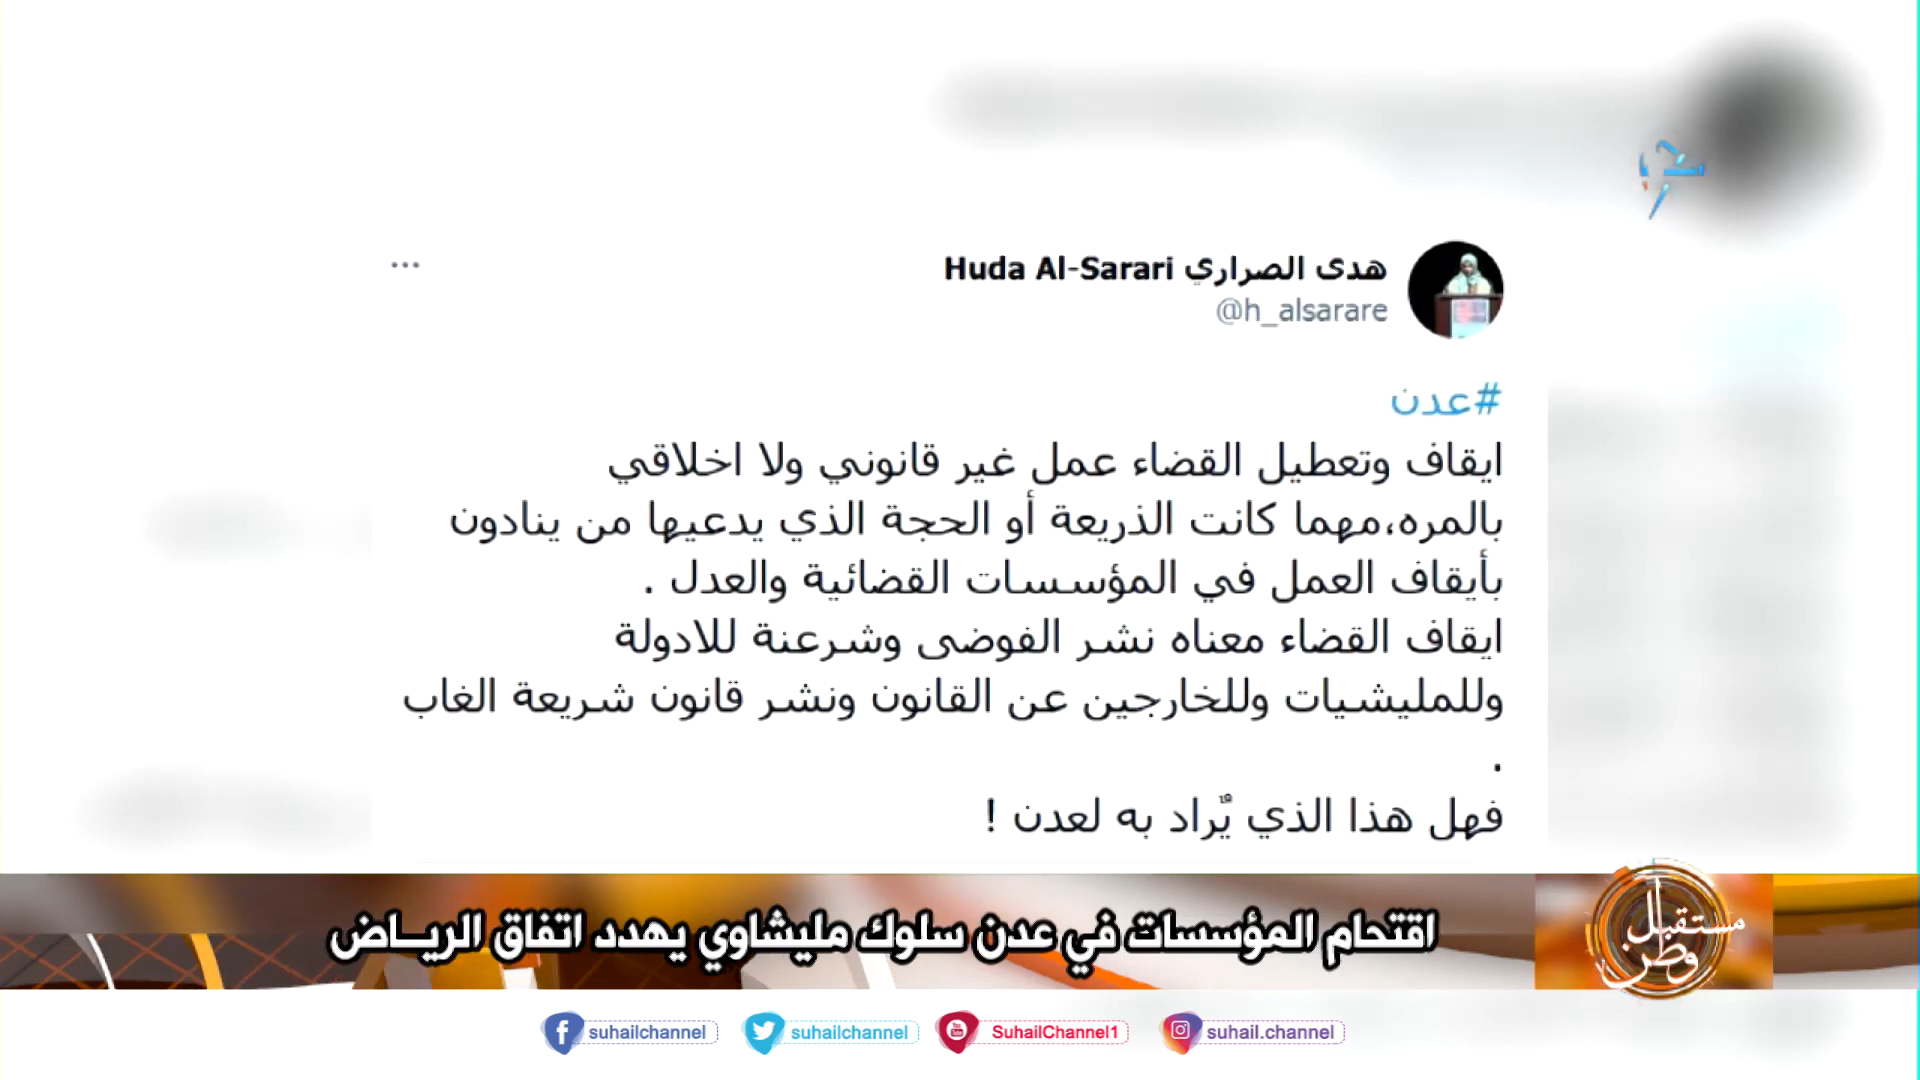 هدى الصراري Huda Al-Sarari
@h_alsarare
...
#عدن
ايقاف وتعطيل القضاء عمل غير قانوني ولا اخلاقي
بالمره،مهما كانت الذريعة أو الحجة الذي يدعيها من ينادون
بأيقاف العمل في المؤسسات القضائية والعدل .
ايقاف القضاء معناه نشر الفوضى وشرعنة للادولة
وللمليشيات وللخارجين عن القانون ونشر قانون شريعة الغاب
.
فهل هذا الذي يٌراد به لعدن !
مستقبل وطن
اقتحام المؤسسات في عدن سلوك مليشاوي يهدد اتفاق الريــاض
suhailchannel
suhailchannel
SuhailChannel1
suhail.channel